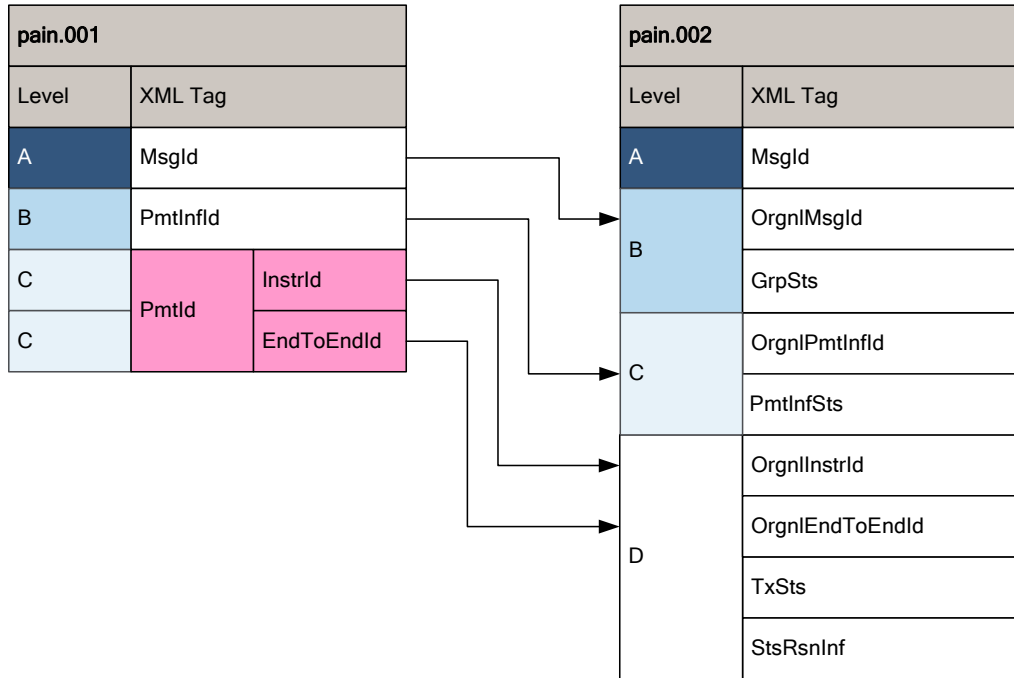 pain.001
Level XML Tag
A MsgId
B PmtInfId
C PmtId InstrId
C EndToEndId
pain.002
Level XML Tag
A MsgId
B OrgnlMsgId
GrpSts
C OrgnlPmtInfId
PmtInfSts
D OrgnlInstrId
OrgnlEndToEndId
TxSts
StsRsnInf